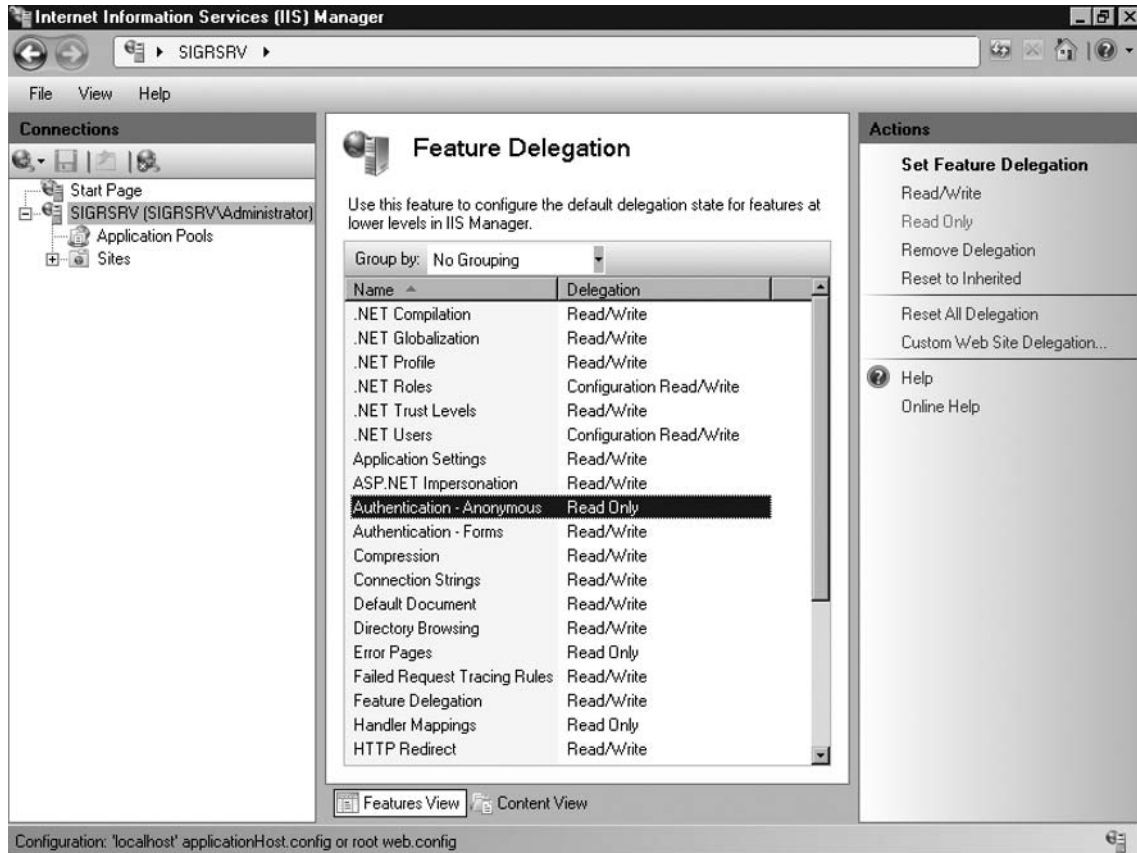 Internet Information Services (IIS) Manager
SIGRSRV
File View Help
Connections
Start Page
SIGRSRV (SIGRSRV\Administrator)
Application Pools
Sites
Feature Delegation
Use this feature to configure the default delegation state for features at
lower levels in IIS Manager.
Group by: No Grouping
Name Delegation
.NET Compilation Read/Write
.NET Globalization Read/Write
.NET Profile Read/Write
.NET Roles Configuration Read/Write
.NET Trust Levels Read/Write
.NET Users Configuration Read/Write
Application Settings Read/Write
ASP.NET Impersonation Read/Write
Authentication - Anonymous Read Only
Authentication - Forms Read/Write
Compression Read/Write
Connection Strings Read/Write
Default Document Read/Write
Directory Browsing Read/Write
Error Pages Read Only
Failed Request Tracing Rules Read/Write
Feature Delegation Read/Write
Handler Mappings Read Only
HTTP Redirect Read/Write
Features View Content View
Actions
Set Feature Delegation
Read/Write
Read Only
Remove Delegation
Reset to Inherited
Reset All Delegation
Custom Web Site Delegation...
Help
Online Help
Configuration: 'localhost' applicationHost.config or root web.config